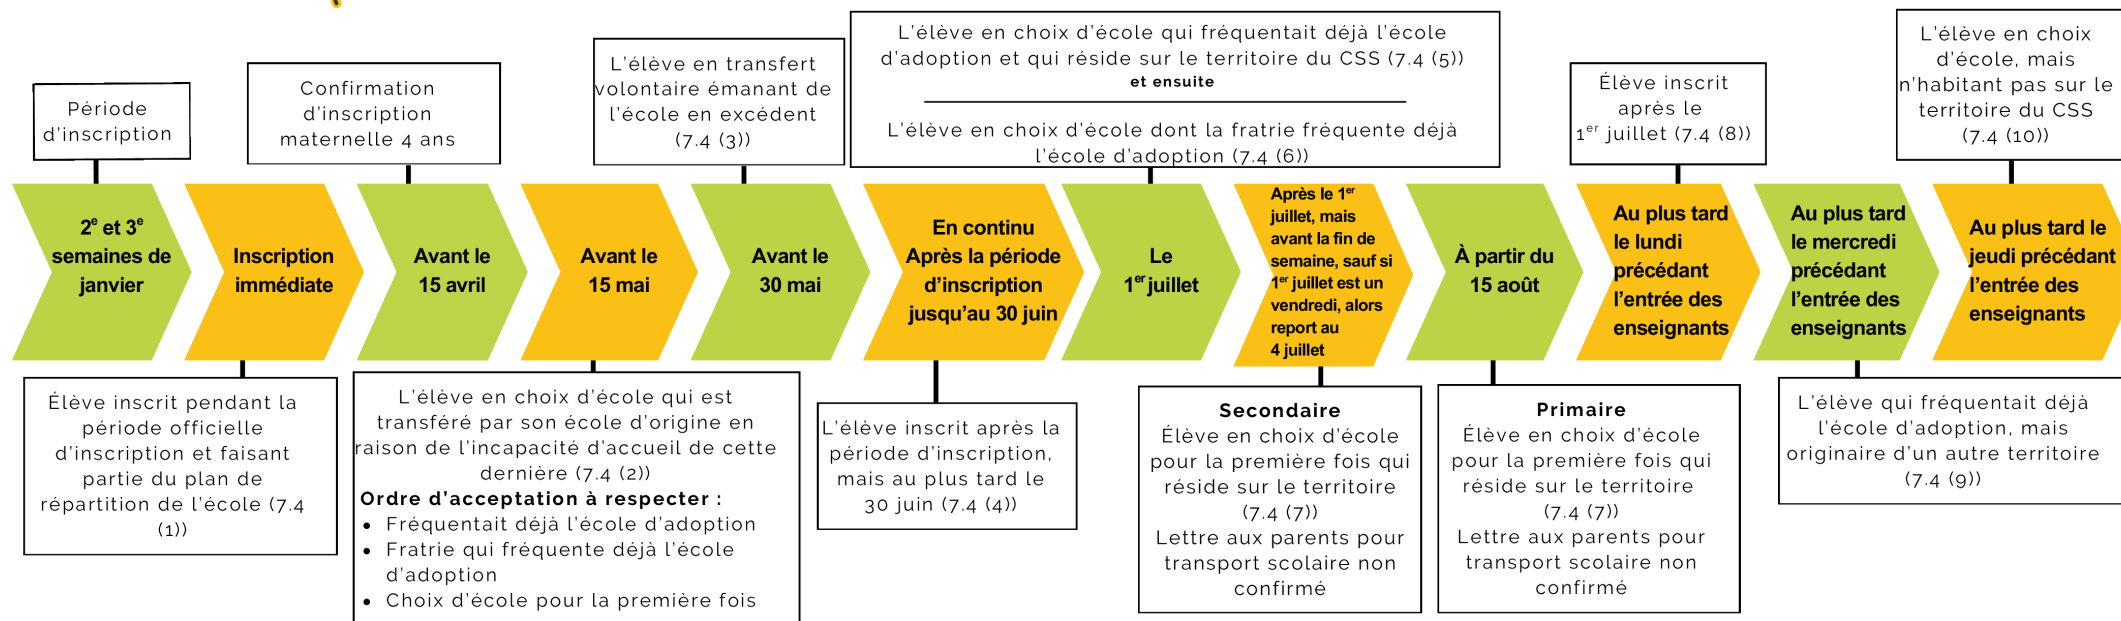 Période
d'inscription
Confirmation
d'inscription
maternelle 4 ans
L'élève en transfert
volontaire émanant de
l'école en excédent
(7.4 (3))
L'élève en choix d'école qui fréquentait déjà l'école
d'adoption et qui réside sur le territoire du CSS (7.4 (5))
et ensuite
L'élève en choix d'école dont la fratrie fréquente déjà
l'école d'adoption (7.4 (6))
Élève inscrit
après le
1er juillet (7.4 (8))
L'élève en choix
d'école, mais
n'habitant pas sur le
territoire du CSS
(7.4 (10))
2e et 3e
semaines de
janvier
Inscription
immédiate
Avant le
15 avril
Avant le
15 mai
Avant le
30 mai
En continu
Après la période
d'inscription
jusqu'au 30 juin
Le
1er juillet
Après le 1er
juillet, mais
avant la fin de
semaine, sauf si
1er juillet est un
vendredi, alors
report au
4 juillet
À partir du
15 août
Au plus tard
le lundi
précédant
l'entrée des
enseignants
Au plus tard
le mercredi
précédant
l'entrée des
enseignants
Au plus tard le
jeudi précédant
l'entrée des
enseignants
Élève inscrit pendant la
période officielle
d'inscription et faisant
partie du plan de
répartition de l'école (7.4
(1))
L'élève en choix d'école qui est
transféré par son école d'origine en
raison de l'incapacité d'accueil de cette
dernière (7.4 (2))
Ordre d'acceptation à respecter :
• Fréquentait déjà l'école d'adoption
• Fratrie qui fréquente déjà l'école
d'adoption
• Choix d'école pour la première fois
L'élève inscrit après la
période d'inscription,
mais au plus tard le
30 juin (7.4 (4))
Secondaire
Élève en choix d'école
pour la première fois qui
réside sur le territoire
(7.4 (7))
Lettre aux parents pour
transport scolaire non
confirmé
Primaire
Élève en choix d'école
pour la première fois qui
réside sur le territoire
(7.4 (7))
Lettre aux parents pour
transport scolaire non
confirmé
L'élève qui fréquentait déjà
l'école d'adoption, mais
originaire d'un autre territoire
(7.4 (9))